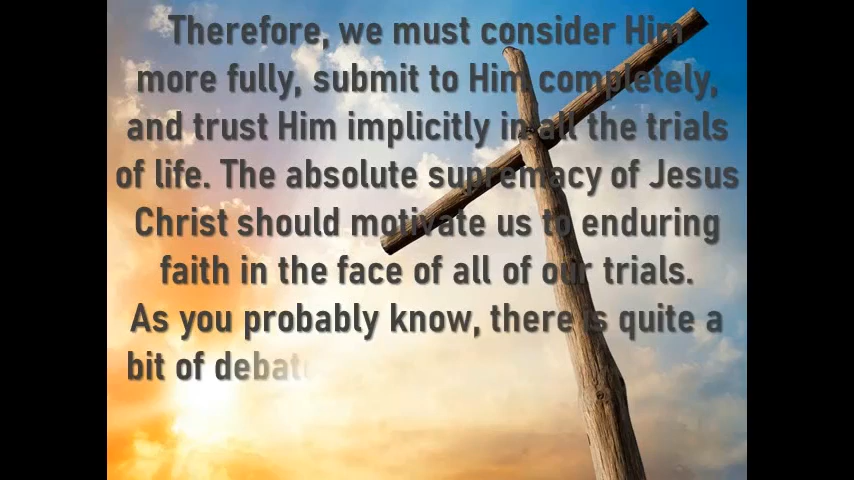 Therefore, we must consider Him
more fully, submit to Him completely,
and trust Him implicitly in all the trials
of life. The absolute supremacy of Jesus
Christ should motivate us to enduring
faith in the face of all of our trials.
As you probably know, there is quite a
bit of debate